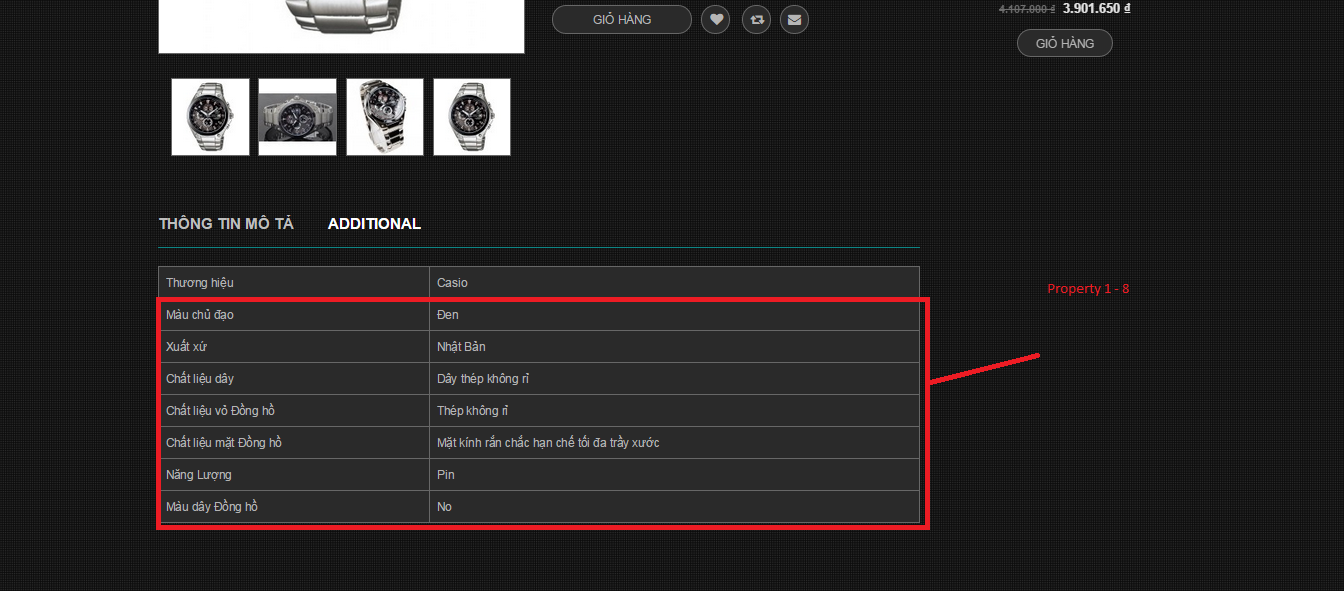 GIỎ HÀNG
4.107.000 ₫ 3.901.650 ₫
GIỎ HÀNG
THÔNG TIN MÔ TẢ ADDITIONAL
Thương hiệu Casio
Màu chủ đạo Đen
Xuất xứ Nhật Bản
Chất liệu dây Dây thép không rỉ
Chất liệu vỏ Đồng hồ Thép không rỉ
Chất liệu mặt Đồng hồ Mặt kính rắn chắc hạn chế tối đa trầy xước
Năng Lượng Pin
Màu dây Đồng hồ No
Property 1 - 8